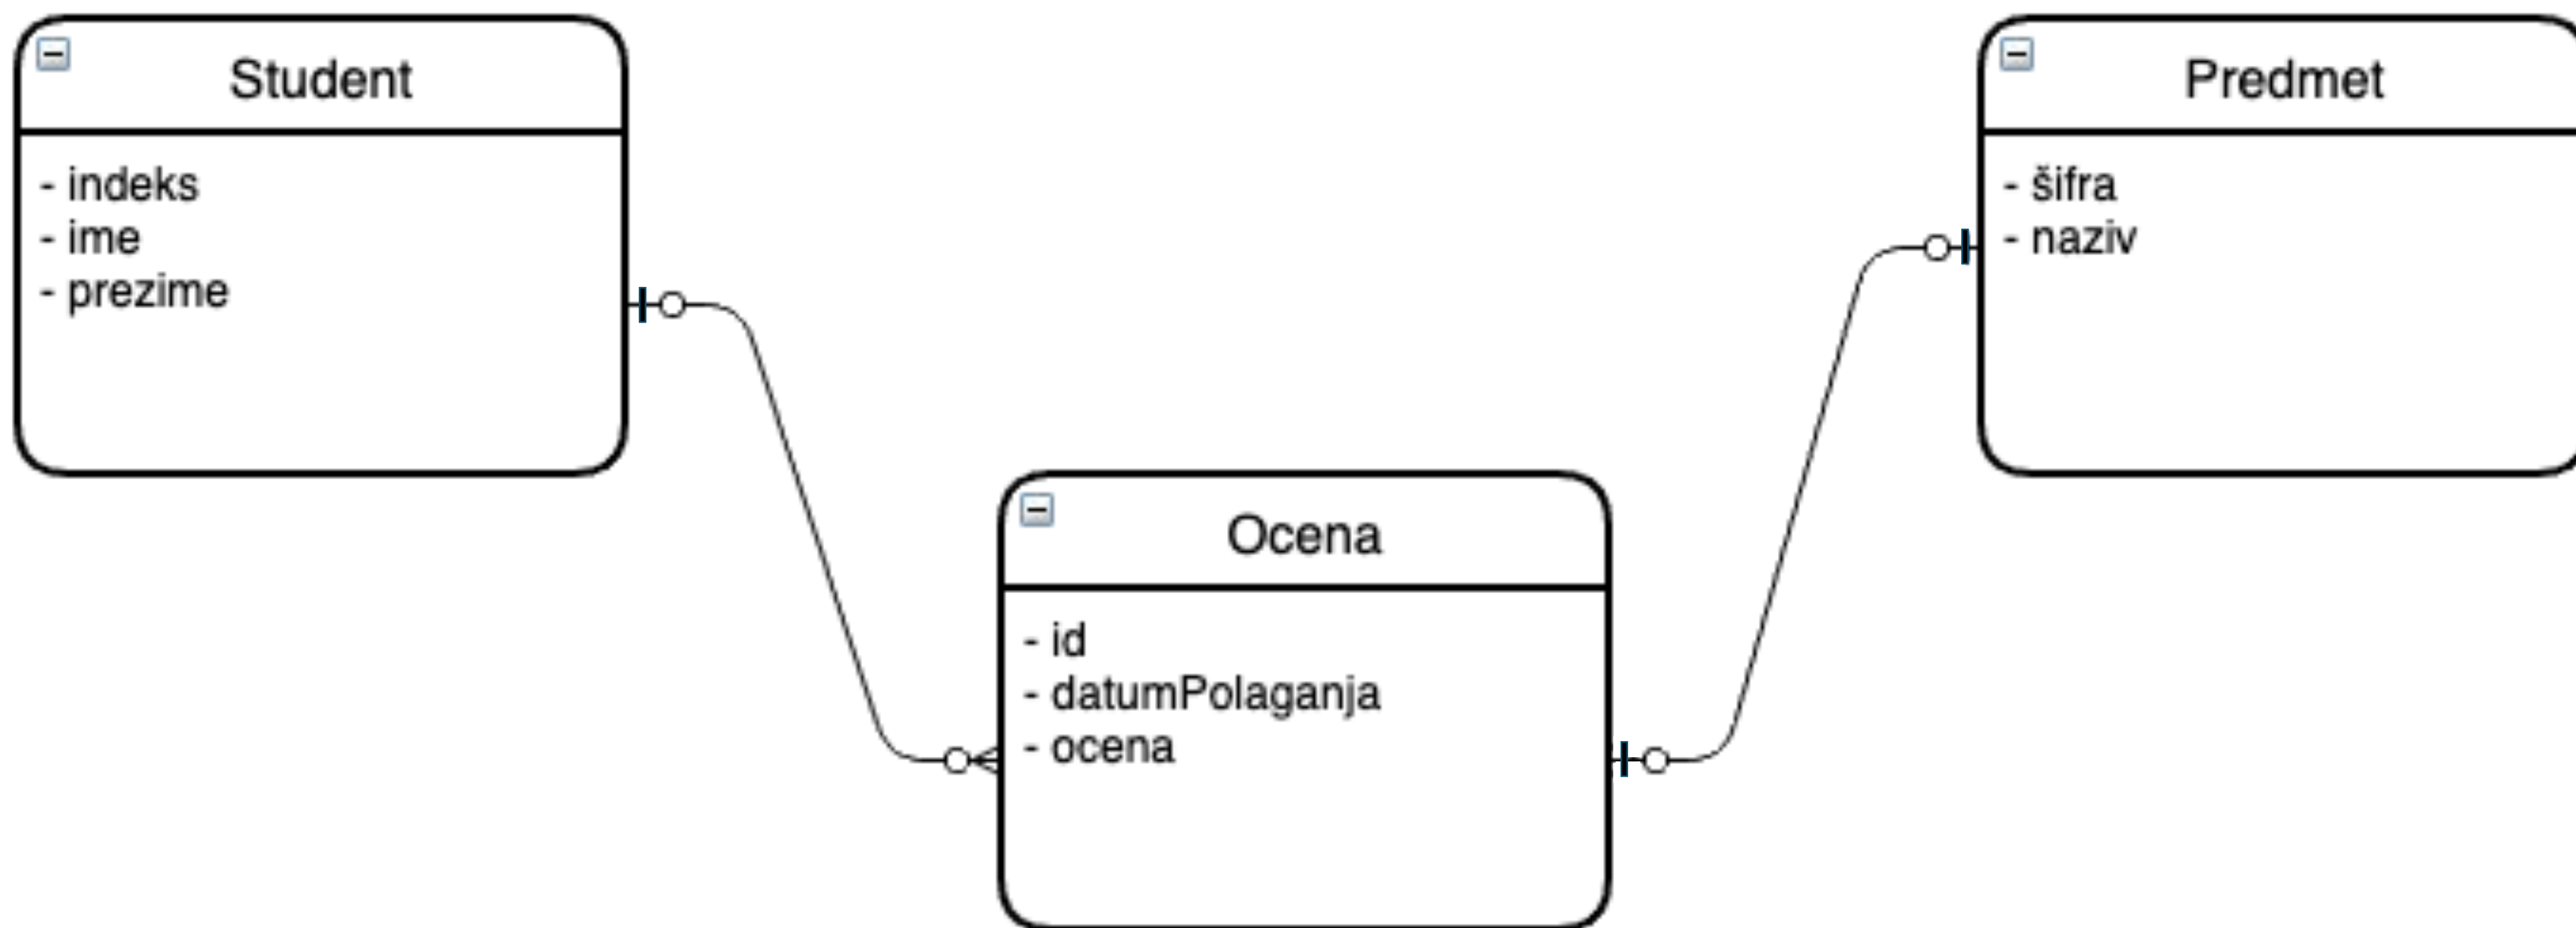 Student
- indeks
- ime
- prezime
Predmet
- šifra
- naziv
Ocena
- id
- datumPolaganja
- ocena